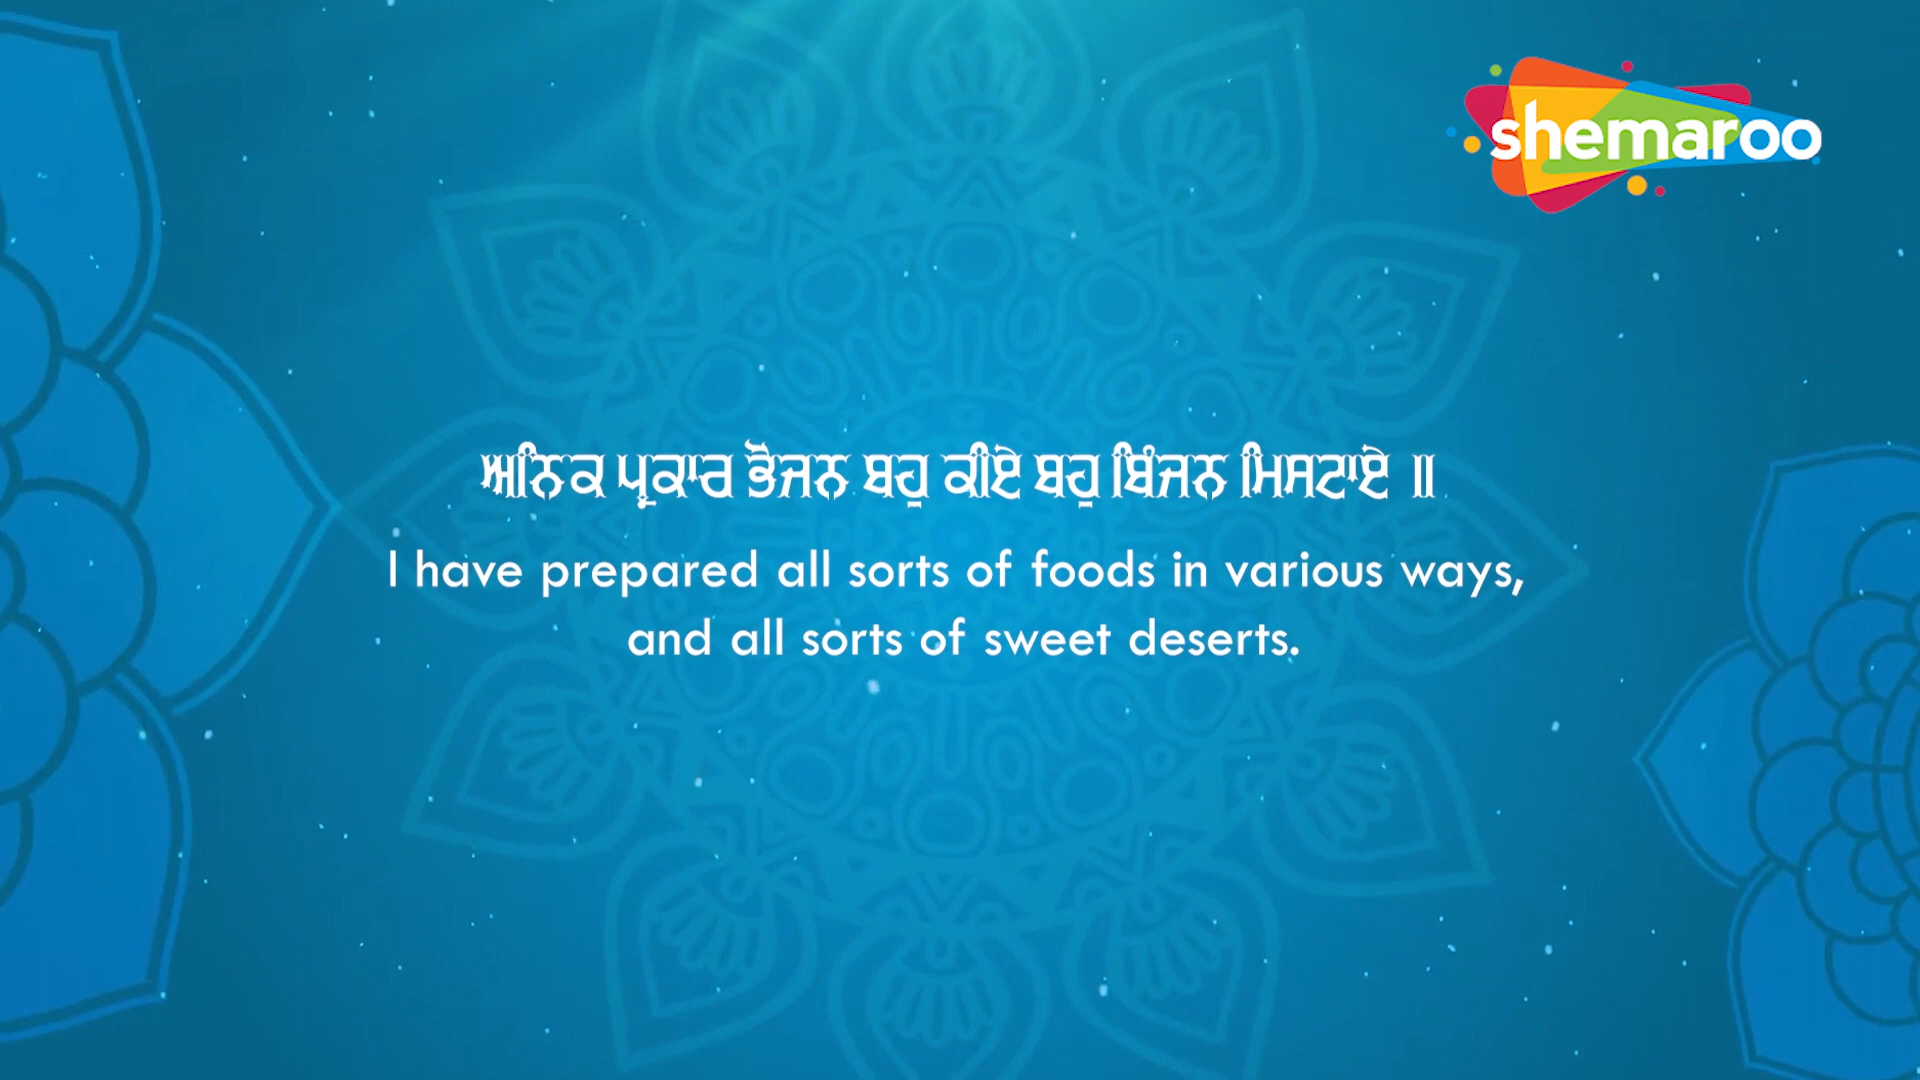 shemaroo
ਅਨਿਕ ਪ੍ਰਕਾਰ ਭੋਜਨ ਬਹੁ ਕੀਏ ਬਹੁ ਬਿੰਜਨ ਮਿਸਟਾਏ ॥
I have prepared all sorts of foods in various ways,
and all sorts of sweet deserts.